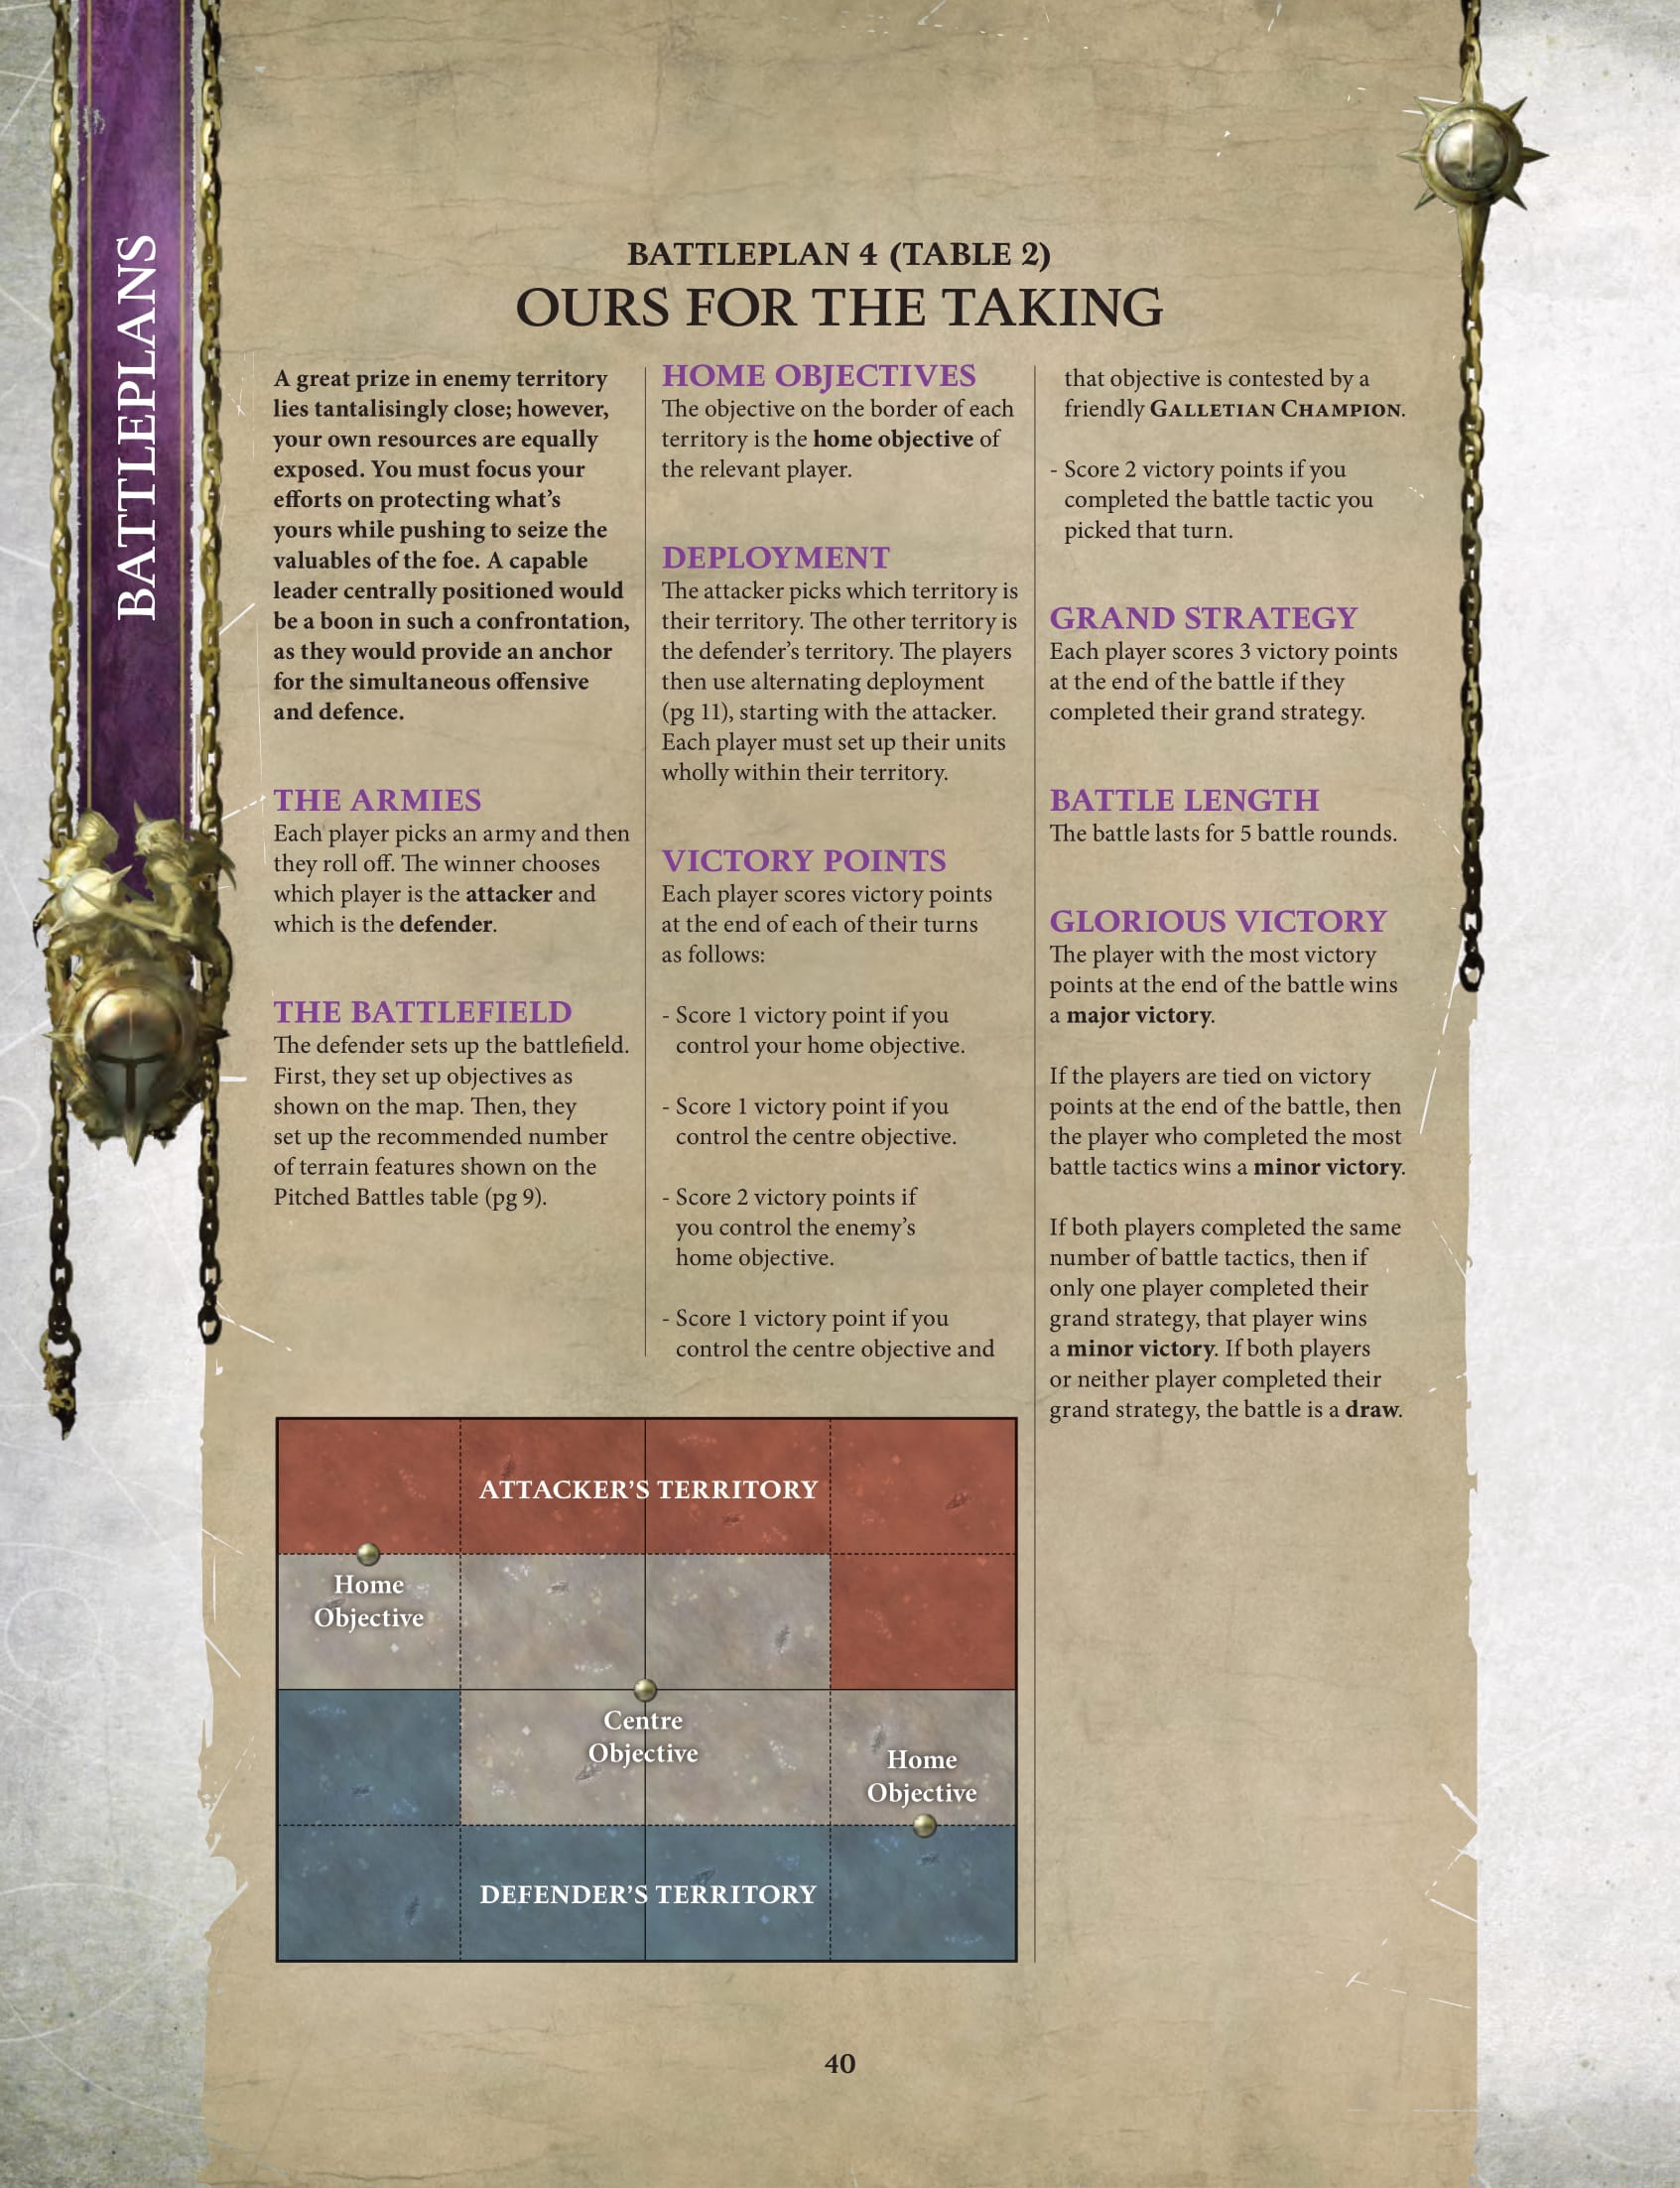 BATTLEPLANS
BATTLEPLAN 4 (TABLE 2)
OURS FOR THE TAKING
A great prize in enemy territory
lies tantalisingly close; however,
your own resources are equally
exposed. You must focus your
efforts on protecting what's
yours while pushing to seize the
valuables of the foe. A capable
leader centrally positioned would
be a boon in such a confrontation,
as they would provide an anchor
for the simultaneous offensive
and defence.
THE ARMIES
Each player picks an army and then
they roll off. The winner chooses
which player is the attacker and
which is the defender.
THE BATTLEFIELD
The defender sets up the battlefield.
First, they set up objectives as
shown on the map. Then, they
set up the recommended number
of terrain features shown on the
Pitched Battles table (pg 9).
HOME OBJECTIVES
The objective on the border of each
territory is the home objective of
the relevant player.
DEPLOYMENT
The attacker picks which territory is
their territory. The other territory is
the defender's territory. The players
then use alternating deployment
(pg 11), starting with the attacker.
Each player must set up their units
wholly within their territory.
VICTORY POINTS
Each player scores victory points
at the end of each of their turns
as follows:
- Score 1 victory point if you
control your home objective.
- Score 1 victory point if you
control the centre objective.
- Score 2 victory points if
you control the enemy's
home objective.
- Score 1 victory point if you
control the centre objective and
that objective is contested by a
friendly GALLETIAN CHAMPION.
- Score 2 victory points if you
completed the battle tactic you
picked that turn.
GRAND STRATEGY
Each player scores 3 victory points
at the end of the battle if they
completed their grand strategy.
BATTLE LENGTH
The battle lasts for 5 battle rounds.
GLORIOUS VICTORY
The player with the most victory
points at the end of the battle wins
a major victory.
If the players are tied on victory
points at the end of the battle, then
the player who completed the most
battle tactics wins a minor victory.
If both players completed the same
number of battle tactics, then if
only one player completed their
grand strategy, that player wins
a minor victory. If both players
or neither player completed their
grand strategy, the battle is a draw.
ATTACKER'S TERRITORY
Home
Objective
Centre
Objective
Home
Objective
DEFENDER'S TERRITORY
40